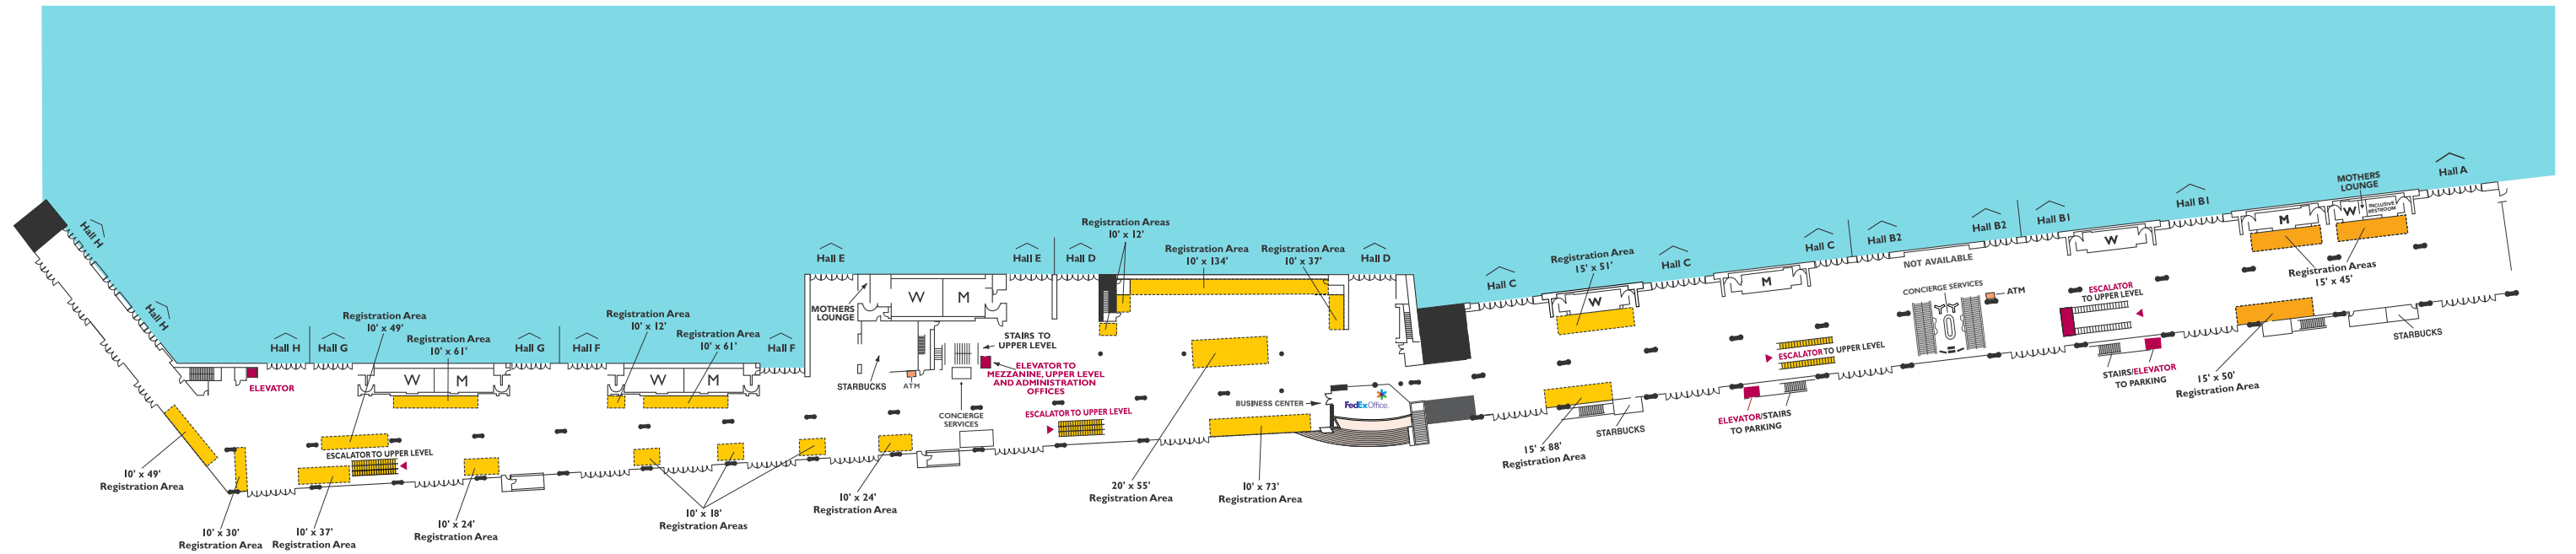 Hall H
Hall H
Hall H
Hall G
Registration Area
10' x 49'
Registration Area
10' x 61'
Hall G
Hall F
Registration Area
10' x 12'
Registration Area
10' x 61'
Hall F
W
M
W
M
ELEVATOR
ESCALATOR TO UPPER LEVEL
10' x 49'
Registration Area
10' x 30'
Registration Area
10' x 37'
Registration Area
10' x 24'
Registration Area
10' x 18'
Registration Areas
10' x 24'
Registration Area
Hall E
MOTHERS
LOUNGE
W
M
STARBUCKS
ATM
CONCIERGE
SERVICES
STAIRS TO
UPPER LEVEL
ELEVATOR TO
MEZZANINE, UPPER LEVEL
AND ADMINISTRATION
OFFICES
ESCALATOR TO UPPER LEVEL
Hall E
Hall D
Registration Areas
10' x 12'
Registration Area
10' x 134'
Registration Area
10' x 37'
Hall D
BUSINESS CENTER
FedEx Office.
20' x 55'
Registration Area
10' x 73'
Registration Area
Hall C
Registration Area
15' x 51'
W
Hall C
M
Hall C
Hall B2
Hall B2
NOT AVAILABLE
CONCIERGE SERVICES
ATM
ESCALATOR TO UPPER LEVEL
15' x 88'
Registration Area
STARBUCKS
ELEVATOR/STAIRS
TO PARKING
Hall B1
W
Hall B1
ESCALATOR
TO UPPER LEVEL
STAIRS/ELEVATOR
TO PARKING
M
MOTHERS
LOUNGE
W
INCLUSIVE
RESTROOM
Hall A
Registration Areas
15' x 45'
15' x 50'
Registration Area
STARBUCKS